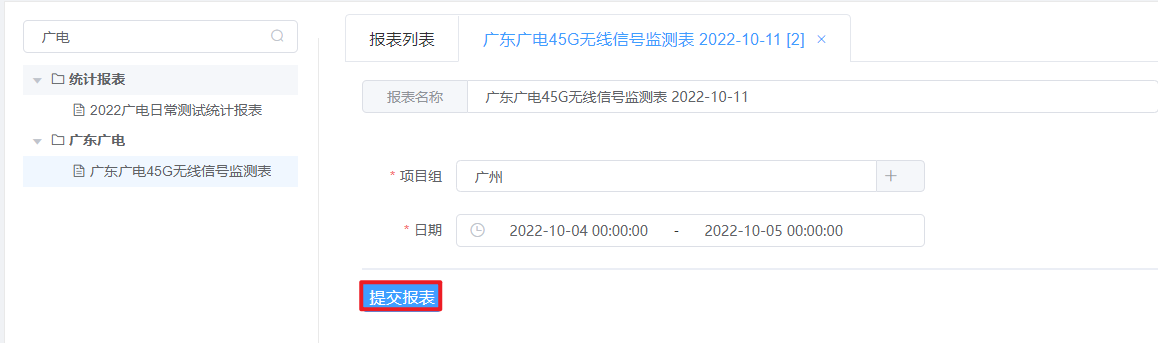 广电
统计报表
2022广电日常测试统计报表
广东广电
广东广电45G无线信号监测表
报表列表
广东广电45G无线信号监测表 2022-10-11 [2] ×
报表名称 广东广电45G无线信号监测表 2022-10-11
* 项目组 广州 +
* 日期 2022-10-04 00:00:00 - 2022-10-05 00:00:00
提交报表